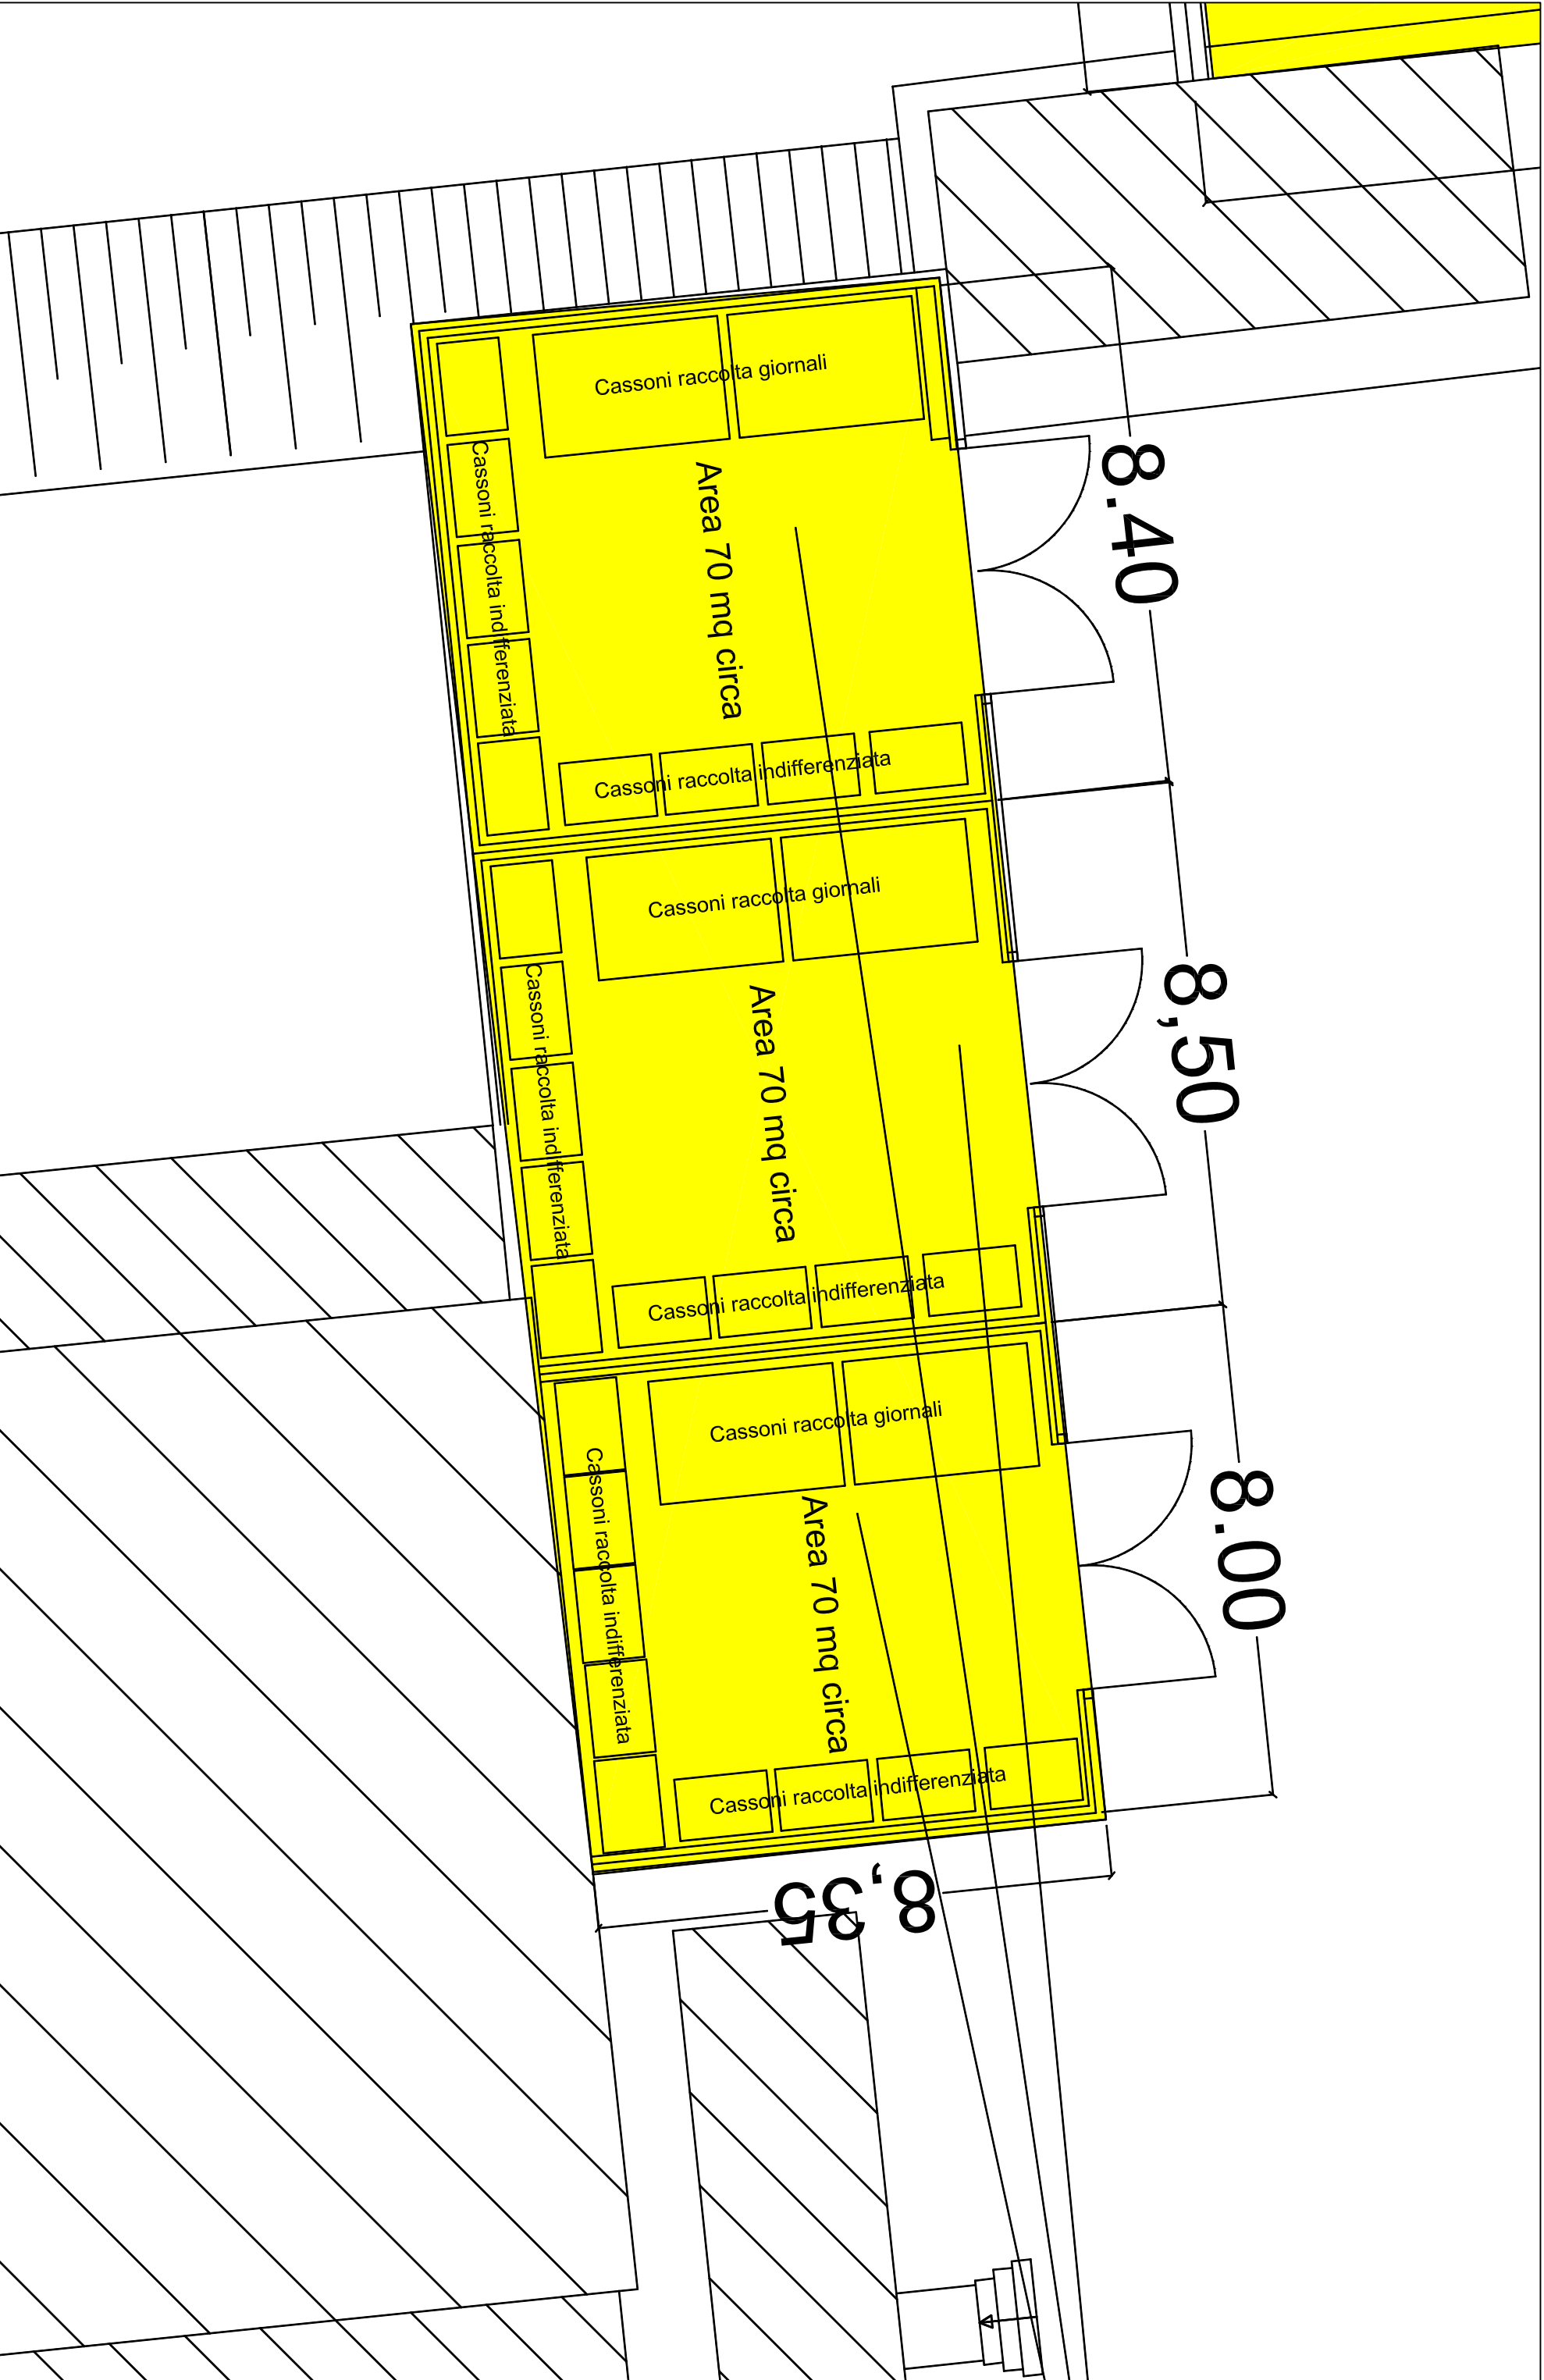 Cassoni raccolta giornali
Cassoni raccolta indifferenziata
Area 70 mq circa
8.40
Cassoni raccolta indifferenziata
Cassoni raccolta giornali
Cassoni raccolta indifferenziata
Area 70 mq circa
8,50
Cassoni raccolta indifferenziata
Cassoni raccolta giornali
Cassoni raccolta indifferenziata
Area 70 mq circa
8.00
Cassoni raccolta indifferenziata
8,35